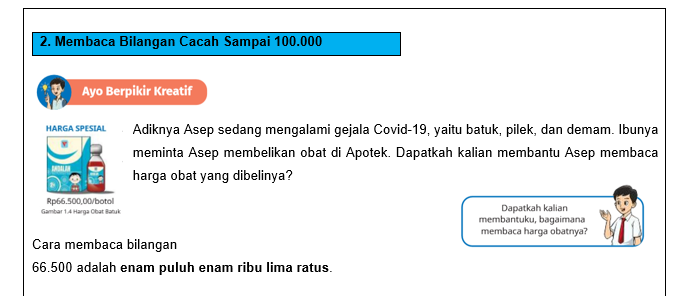 2. Membaca Bilangan Cacah Sampai 100.000
Ayo Berpikir Kreatif
HARGA SPESIAL
Adiknya Asep sedang mengalami gejala Covid-19, yaitu batuk, pilek, dan demam. Ibunya
meminta Asep membelikan obat di Apotek. Dapatkah kalian membantu Asep membaca
harga obat yang dibelinya?
Rp66.500,00/botol
Gambar 1.4 Harga Obat Batuk
Dapatkah kalian
membantuku, bagaimana
membaca harga obatnya?
Cara membaca bilangan
66.500 adalah enam puluh enam ribu lima ratus.